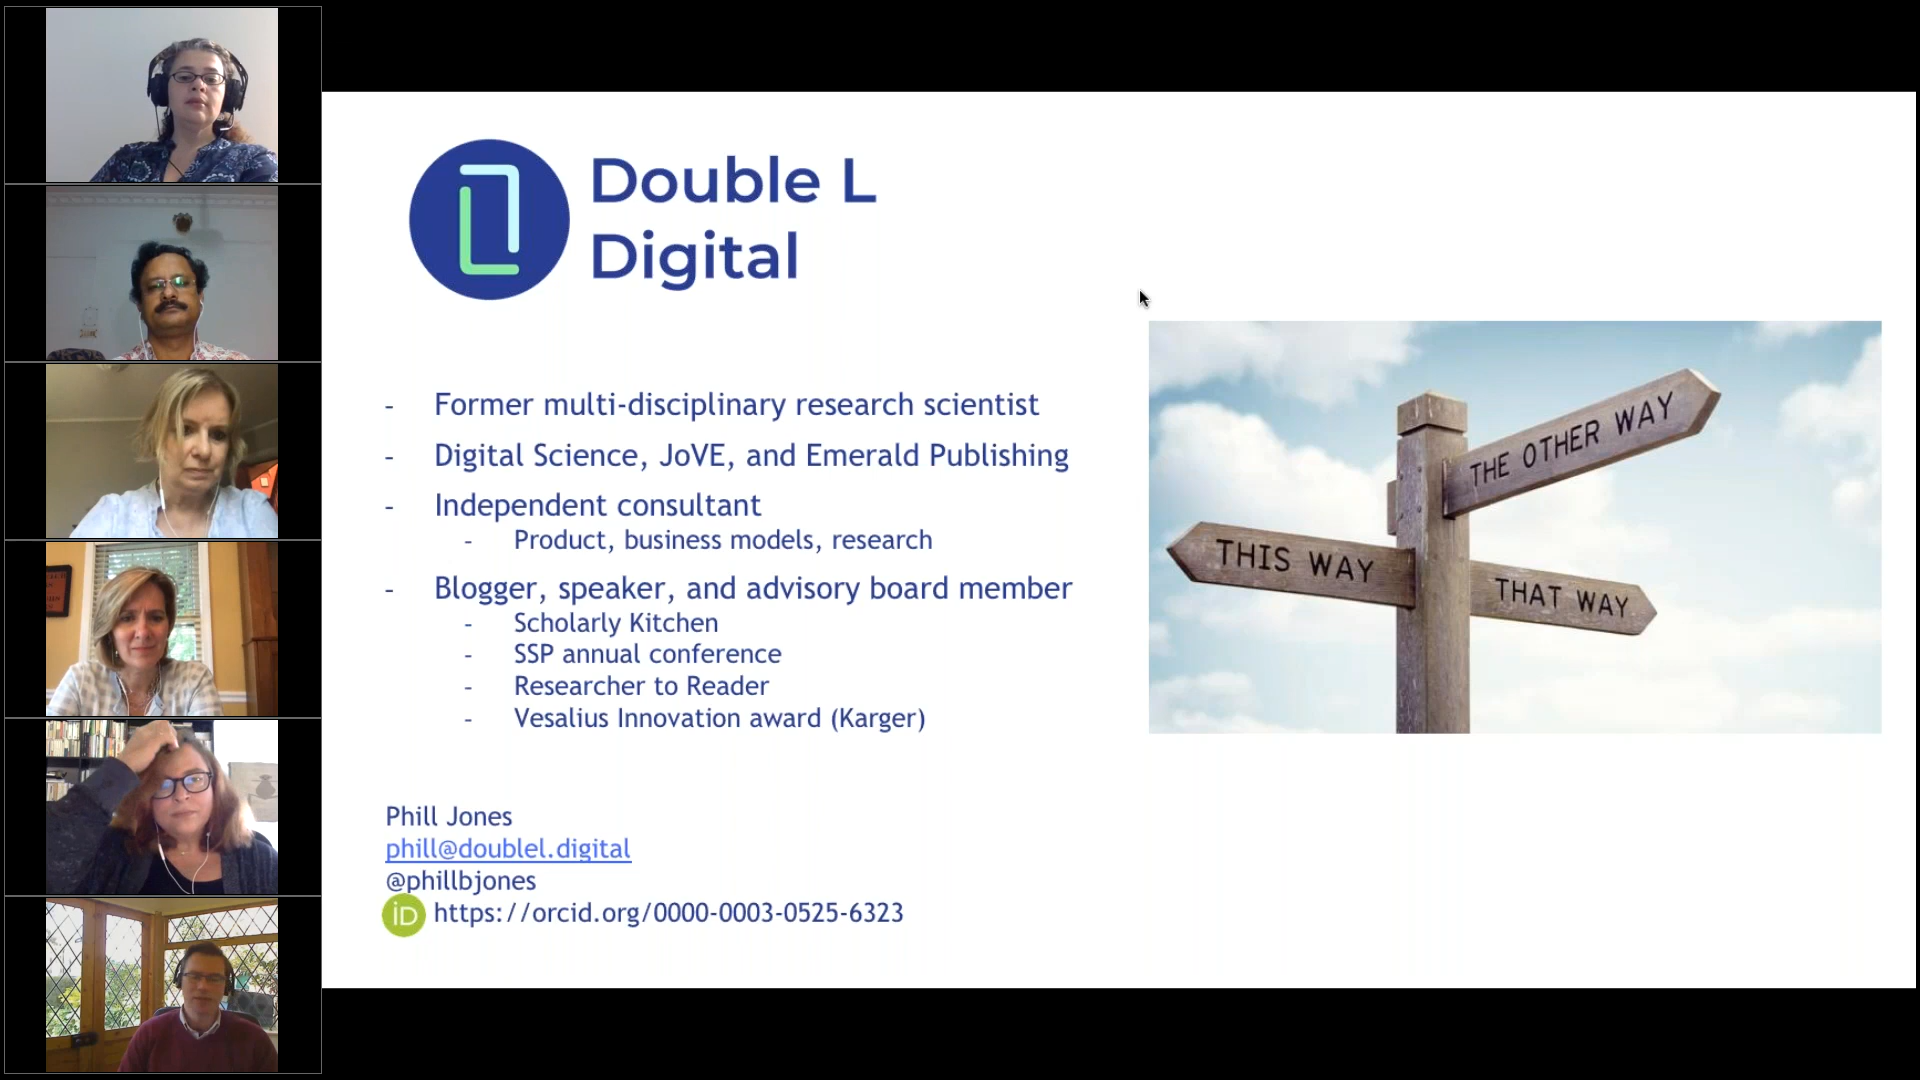 Double L
Digital
- Former multi-disciplinary research scientist
- Digital Science, JoVE, and Emerald Publishing
- Independent consultant
- Product, business models, research
- Blogger, speaker, and advisory board member
- Scholarly Kitchen
- SSP annual conference
- Researcher to Reader
- Vesalius Innovation award (Karger)
Phill Jones
phill@doublel.digital
@phillbjones
iD https://orcid.org/0000-0003-0525-6323
THE OTHER WAY
THIS WAY
THAT WAY